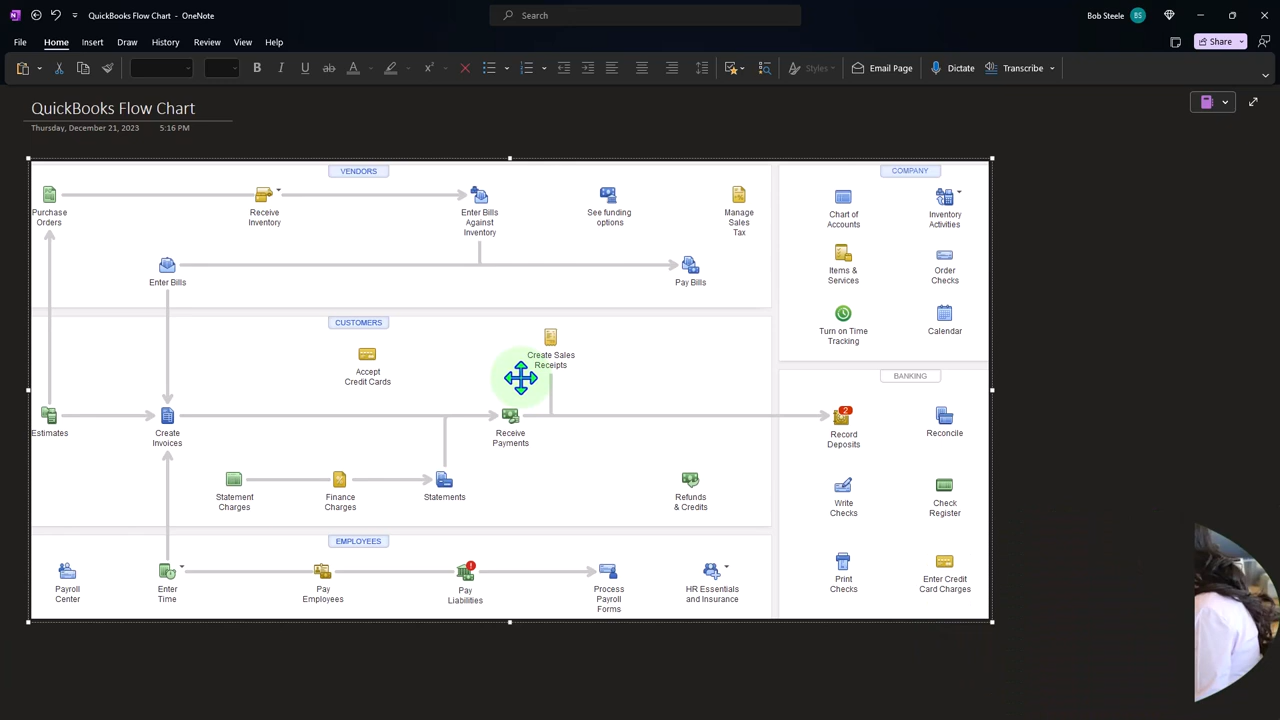 QuickBooks Flow Chart - OneNote
Search
Bob Steele
BS
File Home Insert Draw History Review View Help
Share
B I U ab A x
Styles
Email Page
Dictate
Transcribe
QuickBooks Flow Chart
Thursday, December 21, 2023 5:16 PM
VENDORS
Purchase
Orders
Receive
Inventory
Enter Bills
Against
Inventory
See funding
options
Manage
Sales
Tax
Enter Bills
Pay Bills
CUSTOMERS
Create Sales
Receipts
Accept
Credit Cards
Estimates
Create
Invoices
Receive
Payments
Statement
Charges
Finance
Charges
Statements
Refunds
& Credits
EMPLOYEES
Payroll
Center
Enter
Time
Pay
Employees
!
Pay
Liabilities
Process
Payroll
Forms
HR Essentials
and Insurance
COMPANY
Chart of
Accounts
Inventory
Activities
Items &
Services
Order
Checks
Turn on Time
Tracking
Calendar
BANKING
2
Record
Deposits
Reconcile
Write
Checks
Check
Register
Print
Checks
Enter Credit
Card Charges